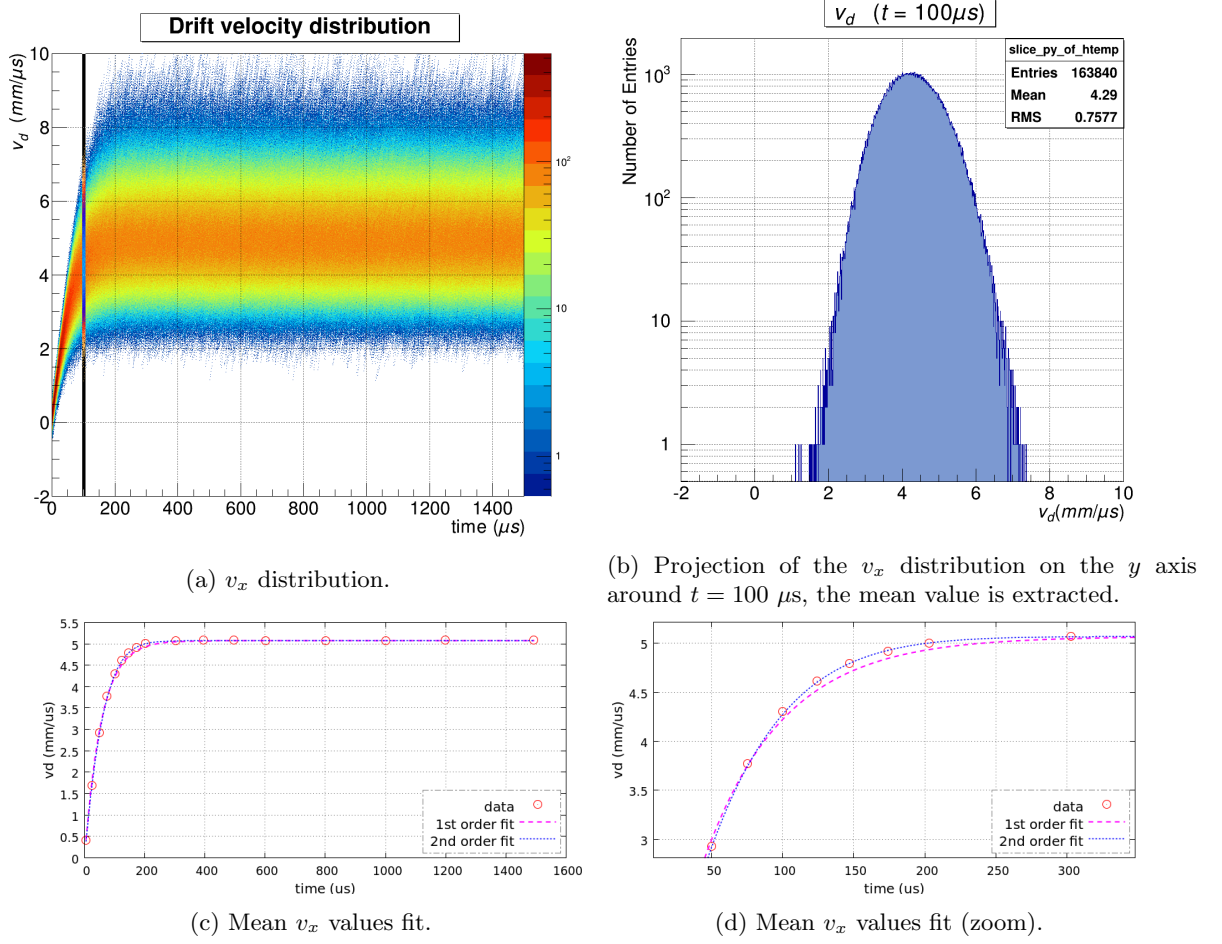 Drift velocity distribution
v_d (mm/μs)
10
8
6
4
2
0
-2
0 200 400 600 800 1000 1200 1400
time (μs)
10²
10
1
(a) v_x distribution.
v_d (t = 100μs)
Number of Entries
10³
10²
10
1
-2 0 2 4 6 8 10
v_d(mm/μs)
slice_py_of_htemp
Entries 163840
Mean 4.29
RMS 0.7577
(b) Projection of the v_x distribution on the y axis
around t = 100 μs, the mean value is extracted.
vd (mm/us)
5.5
5
4.5
4
3.5
3
2.5
2
1.5
1
0.5
0
0 200 400 600 800 1000 1200 1400 1600
time (us)
data
1st order fit
2nd order fit
(c) Mean v_x values fit.
vd (mm/us)
5
4.5
4
3.5
3
50 100 150 200 250 300
time (us)
data
1st order fit
2nd order fit
(d) Mean v_x values fit (zoom).